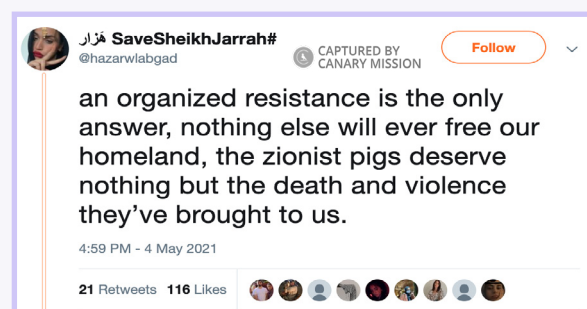 هَزار SaveSheikhJarrah#
@hazarwlabgad
CAPTURED BY
CANARY MISSION
Follow
an organized resistance is the only
answer, nothing else will ever free our
homeland, the zionist pigs deserve
nothing but the death and violence
they’ve brought to us.
4:59 PM - 4 May 2021
21 Retweets 116 Likes